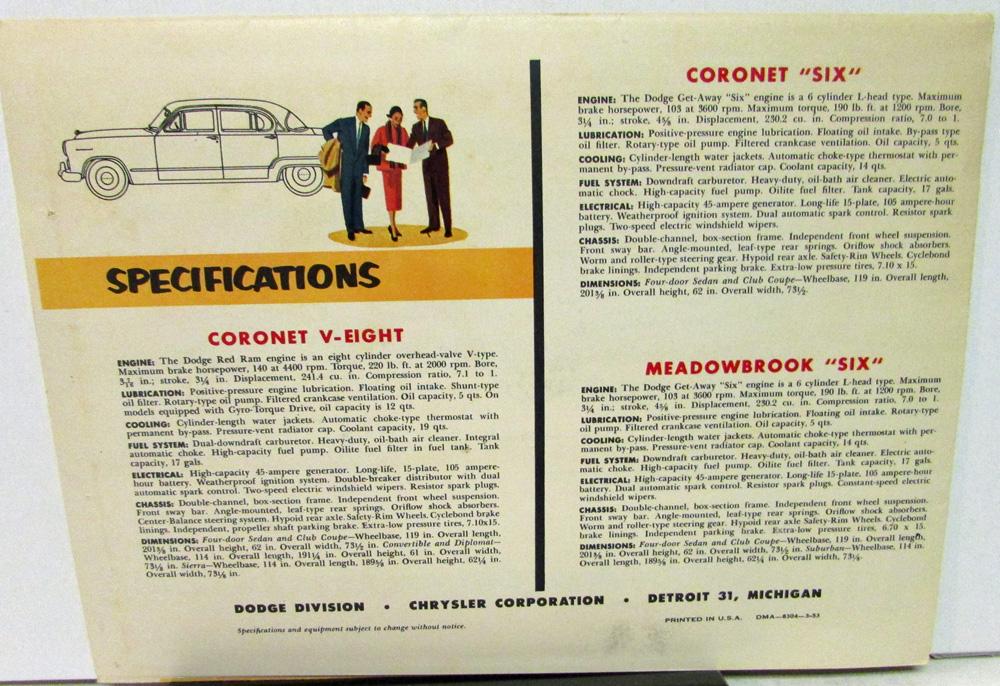 SPECIFICATIONS
CORONET V-EIGHT
ENGINE: The Dodge Red Ram engine is an eight cylinder overhead-valve V-type.
Maximum brake horsepower, 140 at 4400 rpm. Torque, 220 lb. ft. at 2000 rpm. Bore,
3 7/16 in.; stroke, 3¼ in. Displacement, 241.4 cu. in. Compression ratio, 7.1 to 1.
LUBRICATION: Positive-pressure engine lubrication. Floating oil intake. Shunt-type
oil filter. Rotary-type oil pump. Filtered crankcase ventilation. Oil capacity, 5 qts. On
models equipped with Gyro-Torque Drive, oil capacity is 12 qts.
COOLING: Cylinder-length water jackets. Automatic choke-type thermostat with
permanent by-pass. Pressure-vent radiator cap. Coolant capacity, 19 qts.
FUEL SYSTEM: Dual-downdraft carburetor. Heavy-duty, oil-bath air cleaner. Integral
automatic choke. High-capacity fuel pump. Oilite fuel filter in fuel tank. Tank
capacity, 17 gals.
ELECTRICAL: High-capacity 45-ampere generator. Long-life, 15-plate, 105 ampere-
hour battery. Weatherproof ignition system. Double-breaker distributor with dual
automatic spark control. Two-speed electric windshield wipers. Resistor spark plugs.
CHASSIS: Double-channel, box-section frame. Independent front wheel suspension.
Front sway bar. Angle-mounted, leaf-type rear springs. Oriflow shock absorbers.
Center-Balance steering system. Hypoid rear axle. Safety-Rim Wheels. Cyclebond brake
linings. Independent, propeller shaft parking brake. Extra-low pressure tires, 7.10x15.
DIMENSIONS: Four-door Sedan and Club Coupe—Wheelbase, 119 in. Overall length,
201⅜ in. Overall height, 62 in. Overall width, 73½ in. Convertible and Diplomat—
Wheelbase, 114 in. Overall length, 191¼ in. Overall height, 61 in. Overall width,
73½ in. Sierra—Wheelbase, 114 in. Overall length, 189⅝ in. Overall height, 62¼ in.
Overall width, 73½ in.
CORONET "SIX"
ENGINE: The Dodge Get-Away "Six" engine is a 6 cylinder L-head type. Maximum
brake horsepower, 103 at 3600 rpm. Maximum torque, 190 lb. ft. at 1200 rpm. Bore,
3¼ in.; stroke, 4⅝ in. Displacement, 230.2 cu. in. Compression ratio, 7.0 to 1.
LUBRICATION: Positive-pressure engine lubrication. Floating oil intake. By-pass type
oil filter. Rotary-type oil pump. Filtered crankcase ventilation. Oil capacity, 5 qts.
COOLING: Cylinder-length water jackets. Automatic choke-type thermostat with per-
manent by-pass. Pressure-vent radiator cap. Coolant capacity, 14 qts.
FUEL SYSTEM: Downdraft carburetor. Heavy-duty, oil-bath air cleaner. Electric auto-
matic chock. High-capacity fuel pump. Oilite fuel filter. Tank capacity, 17 gals.
ELECTRICAL: High-capacity 45-ampere generator. Long-life 15-plate, 105 ampere-hour
battery. Weatherproof ignition system. Dual automatic spark control. Resistor spark
plugs. Two-speed electric windshield wipers.
CHASSIS: Double-channel, box-section frame. Independent front wheel suspension.
Front sway bar. Angle-mounted, leaf-type rear springs. Oriflow shock absorbers.
Worm and roller-type steering gear. Hypoid rear axle. Safety-Rim Wheels. Cyclebond
brake linings. Independent parking brake. Extra-low pressure tires, 7.10 x 15.
DIMENSIONS: Four-door Sedan and Club Coupe—Wheelbase, 119 in. Overall length,
201⅜ in. Overall height, 62 in. Overall width, 73½.
MEADOWBROOK "SIX"
ENGINE: The Dodge Get-Away "Six" engine is a 6 cylinder L-head type. Maximum
brake horsepower, 103 at 3600 rpm. Maximum torque, 190 lb. ft. at 1200 rpm. Bore,
3¼ in.; stroke, 4⅝ in. Displacement, 230.2 cu. in. Compression ratio, 7.0 to 1.
LUBRICATION: Positive-pressure engine lubrication. Floating oil intake. Rotary-type
oil pump. Filtered crankcase ventilation. Oil capacity, 5 qts.
COOLING: Cylinder-length water jackets. Automatic choke-type thermostat with per-
manent by-pass. Pressure-vent radiator cap. Coolant capacity, 14 qts.
FUEL SYSTEM: Downdraft carburetor. Heavy-duty, oil-bath air cleaner. Electric auto-
matic choke. High-capacity fuel pump. Oilite fuel filter. Tank capacity, 17 gals.
ELECTRICAL: High-capacity 45-ampere generator. Long-life 15-plate, 105 ampere-hour
battery. Dual automatic spark control. Resistor spark plugs. Constant-speed electric
windshield wipers.
CHASSIS: Double-channel, box-section frame. Independent front wheel suspension.
Front sway bar. Angle-mounted, leaf-type rear springs. Oriflow shock absorbers.
Worm and roller-type steering gear. Hypoid rear axle Safety-Rim Wheels. Cyclebond
brake linings. Independent parking brake. Extra-low pressure tires, 6.70 x 15.
DIMENSIONS: Four-door Sedan and Club Coupe—Wheelbase, 119 in. Overall length,
201⅜ in. Overall height, 62 in. Overall width, 73½ in. Suburban—Wheelbase, 114 in.
Overall length, 189⅝ in. Overall height, 62¼ in. Overall width, 73½.
DODGE DIVISION • CHRYSLER CORPORATION • DETROIT 31, MICHIGAN
Specifications and equipment subject to change without notice.
PRINTED IN U.S.A. DMA—8304—3-53